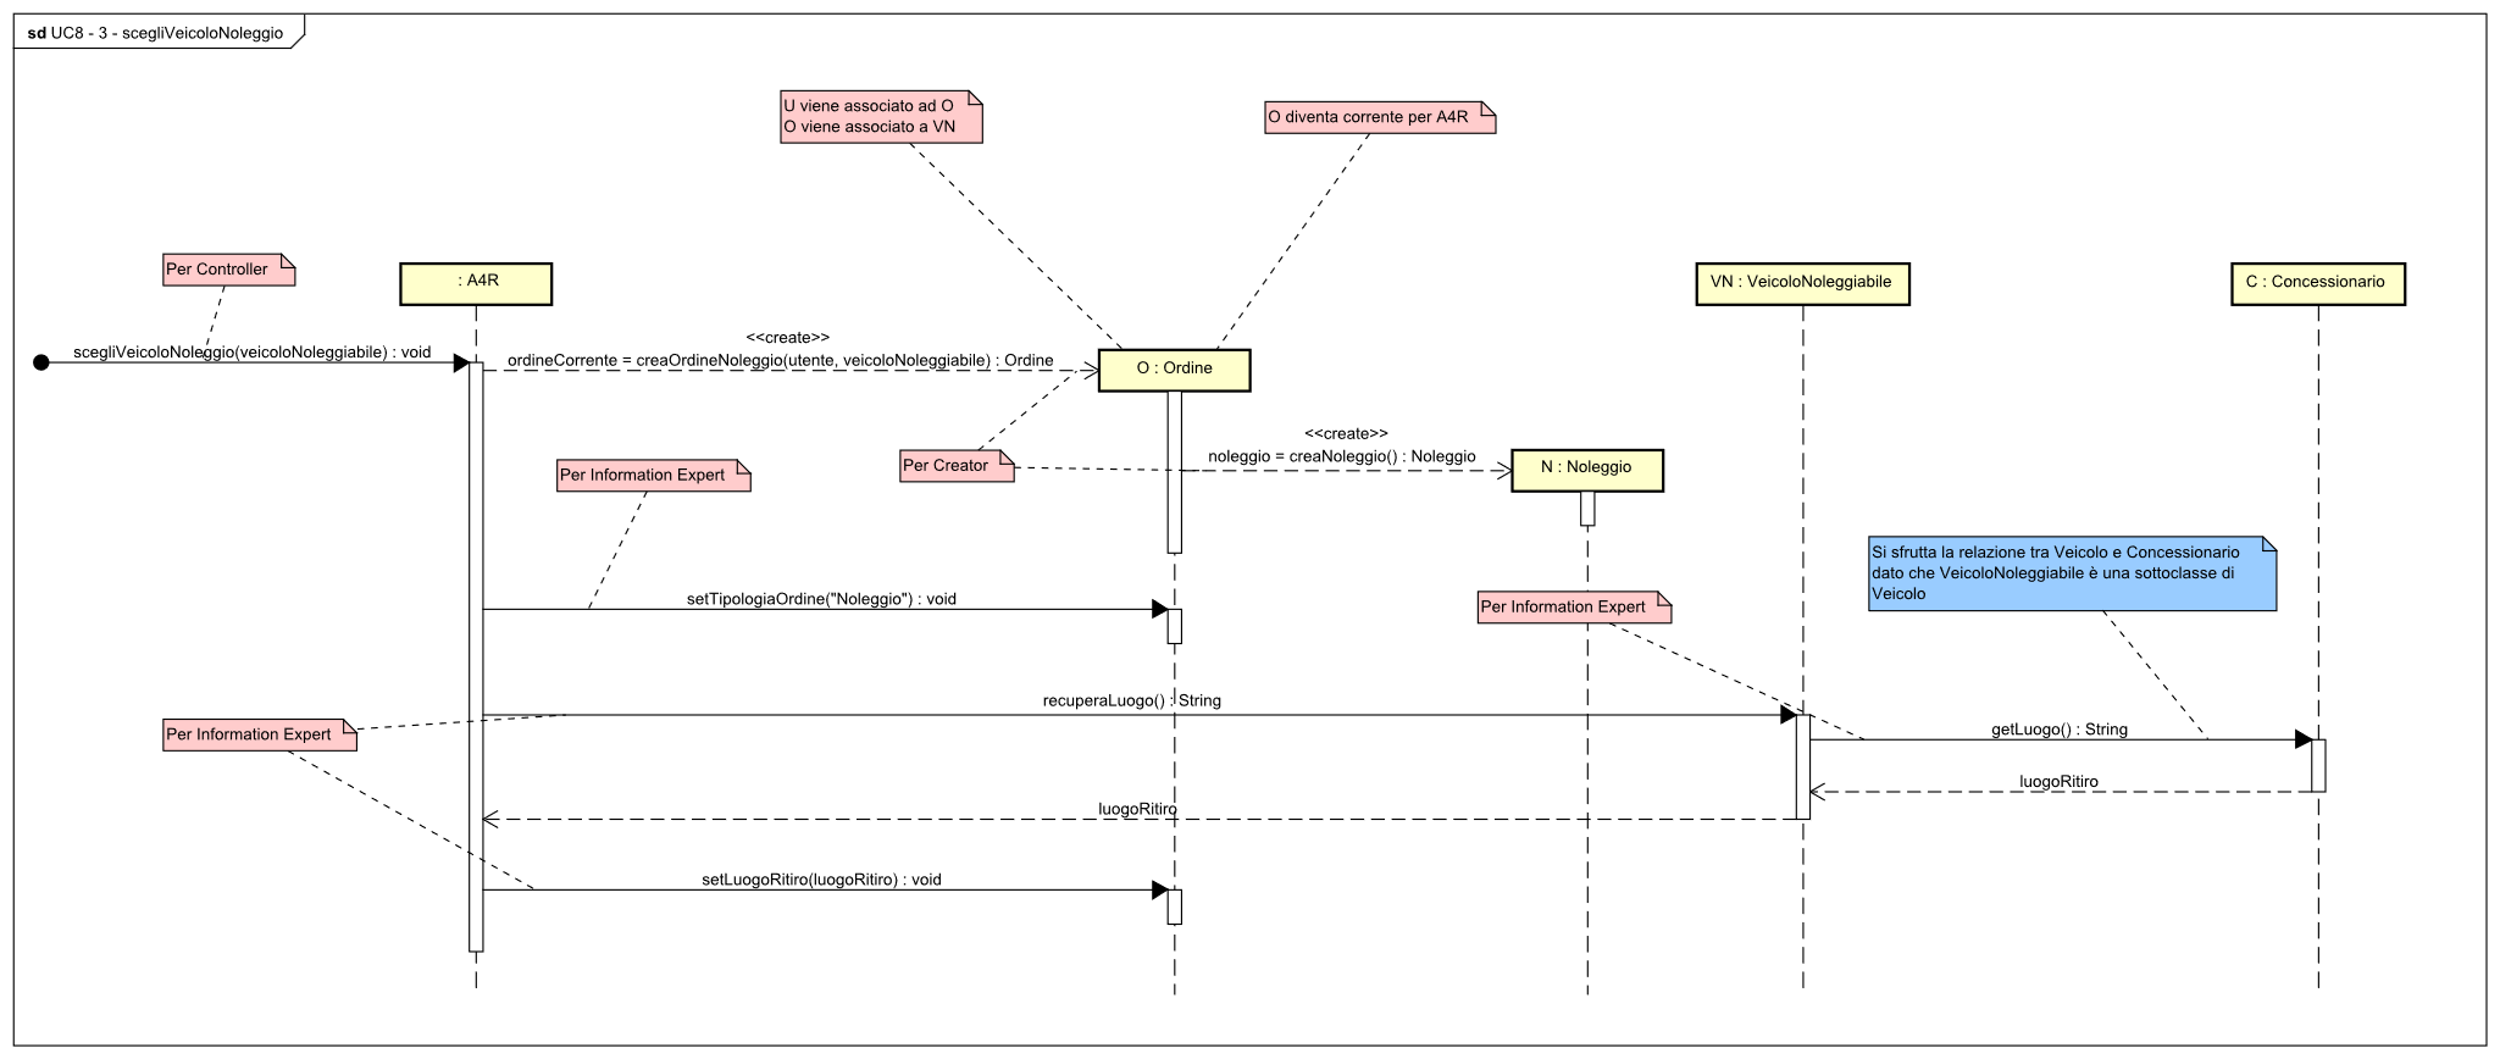 sd UC8 - 3 - scegliVeicoloNoleggio
U viene associato ad O
O viene associato a VN
O diventa corrente per A4R
Per Controller
: A4R
VN : VeicoloNoleggiabile
C : Concessionario
<<create>>
scegliVeicoloNoleggio(veicoloNoleggiabile) : void
ordineCorrente = creaOrdineNoleggio(utente, veicoloNoleggiabile) : Ordine
O : Ordine
<<create>>
noleggio = creaNoleggio() : Noleggio
Per Creator
N : Noleggio
Per Information Expert
Si sfrutta la relazione tra Veicolo e Concessionario
dato che VeicoloNoleggiabile è una sottoclasse di
Veicolo
setTipologiaOrdine("Noleggio") : void
Per Information Expert
recuperaLuogo() : String
Per Information Expert
getLuogo() : String
luogoRitiro
luogoRitiro
setLuogoRitiro(luogoRitiro) : void